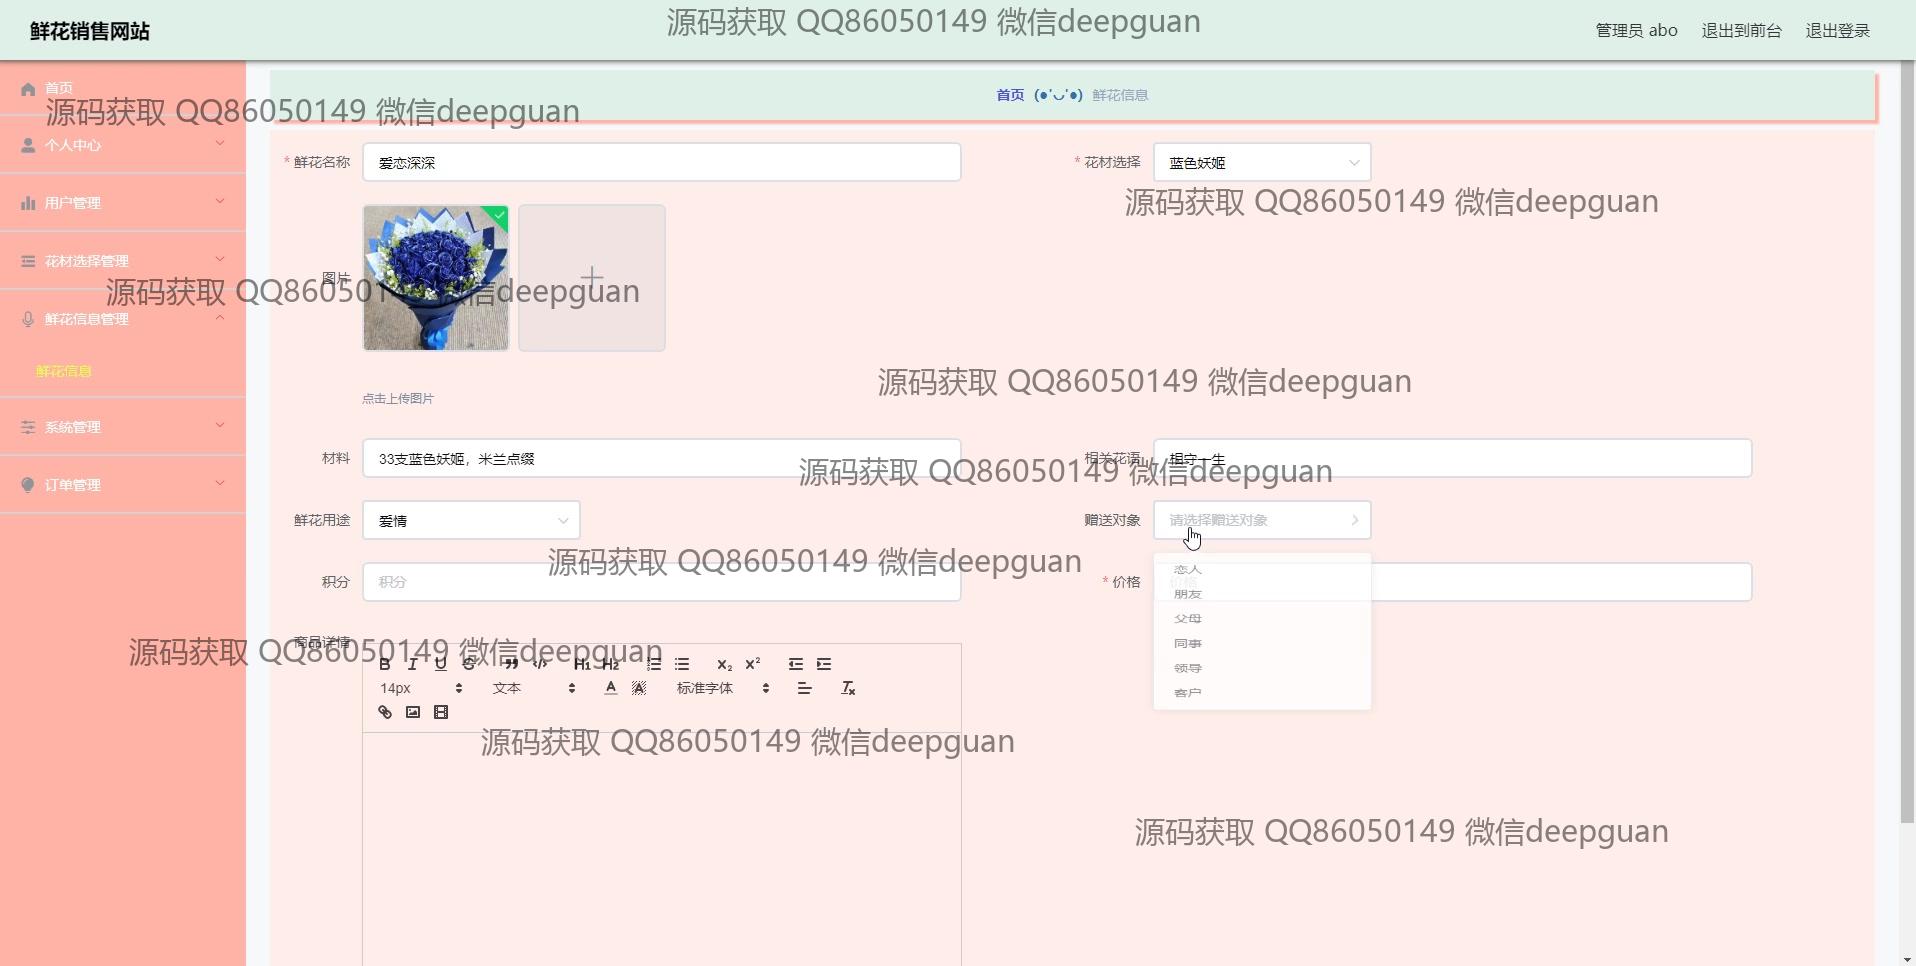 鲜花销售网站
源码获取 QQ86050149 微信deepguan
管理员 abo 退出到前台 退出登录
首页
首页 (●'◡'●) 鲜花信息
源码获取 QQ86050149 微信deepguan
个人中心
* 鲜花名称 爱恋深深
* 花材选择 蓝色妖姬
用户管理
源码获取 QQ86050149 微信deepguan
花材选择管理
图片
源码获取 QQ86050149 微信deepguan
鲜花信息管理
鲜花信息
源码获取 QQ86050149 微信deepguan
点击上传图片
系统管理
材料 33支蓝色妖姬，米兰点缀
相关花语 相守一生
源码获取 QQ86050149 微信deepguan
订单管理
鲜花用途 爱情
赠送对象 请选择赠送对象
源码获取 QQ86050149 微信deepguan
积分 积分
* 价格 价格
恋人
朋友
父母
同事
领导
客户
商品详情
源码获取 QQ86050149 微信deepguan
B I U S ” </> H1 H2 X2 X2
14px 文本 A A 标准字体 Tx
源码获取 QQ86050149 微信deepguan
源码获取 QQ86050149 微信deepguan